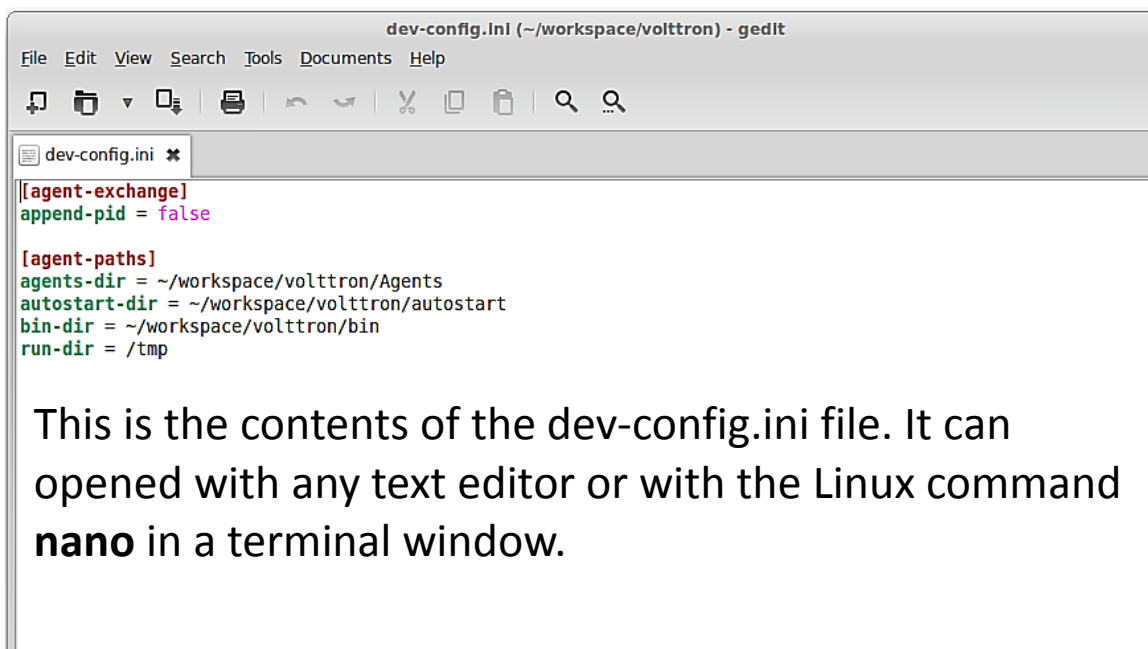 dev-config.ini (~/workspace/volttron) - gedit
File Edit View Search Tools Documents Help
dev-config.ini ✖
[agent-exchange]
append-pid = false
[agent-paths]
agents-dir = ~/workspace/volttron/Agents
autostart-dir = ~/workspace/volttron/autostart
bin-dir = ~/workspace/volttron/bin
run-dir = /tmp
This is the contents of the dev-config.ini file. It can
opened with any text editor or with the Linux command
nano in a terminal window.